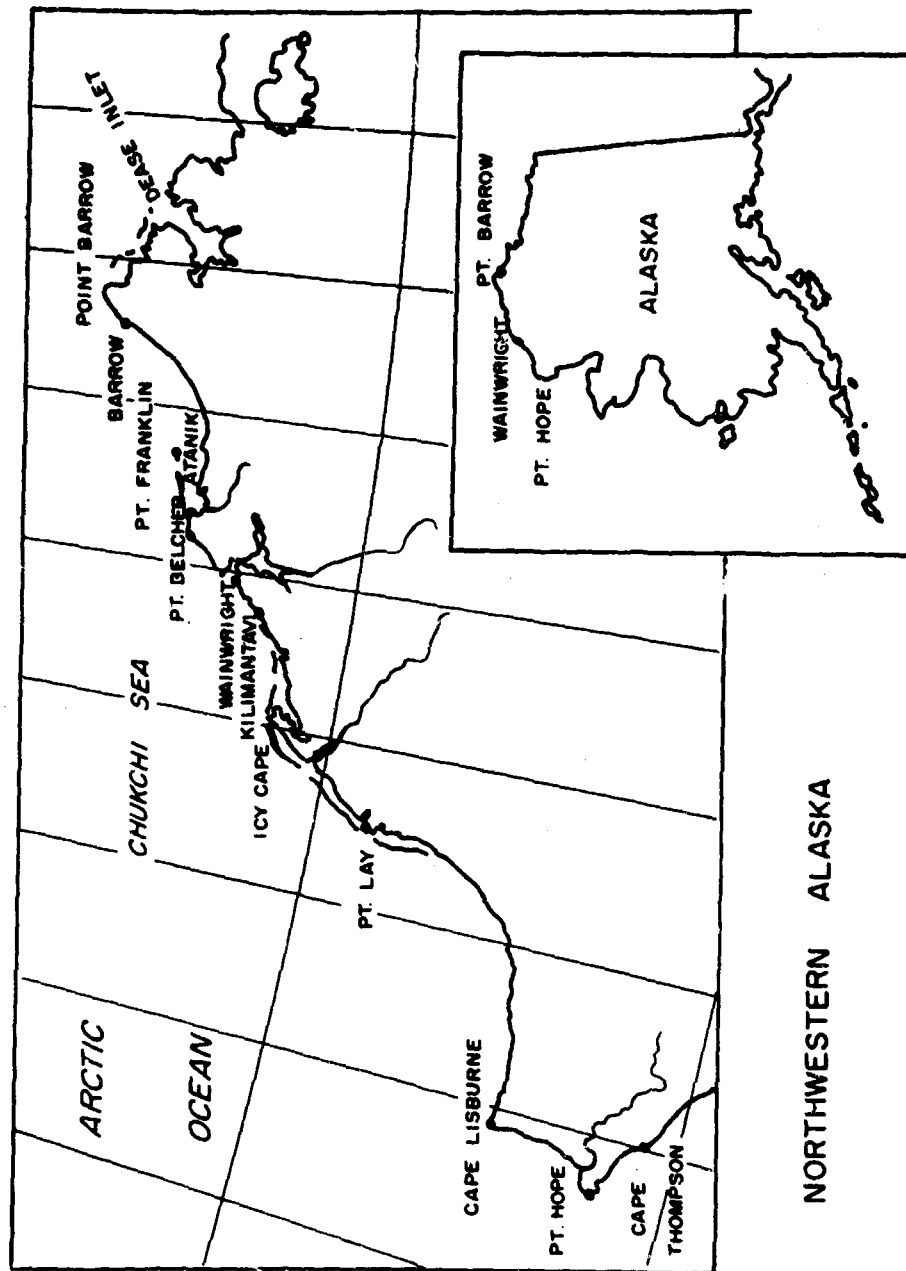 ARCTIC
OCEAN
CHUKCHI SEA
POINT BARROW
DEASE INLET
BARROW
PT. FRANKLIN
ATANIK
PT. BELCHER
WAINWRIGHT
KILIMANTAVI
ICY CAPE
PT. LAY
CAPE LISBURNE
PT. HOPE
CAPE
THOMPSON
WAINWRIGHT
PT. BARROW
PT. HOPE
ALASKA
NORTHWESTERN ALASKA